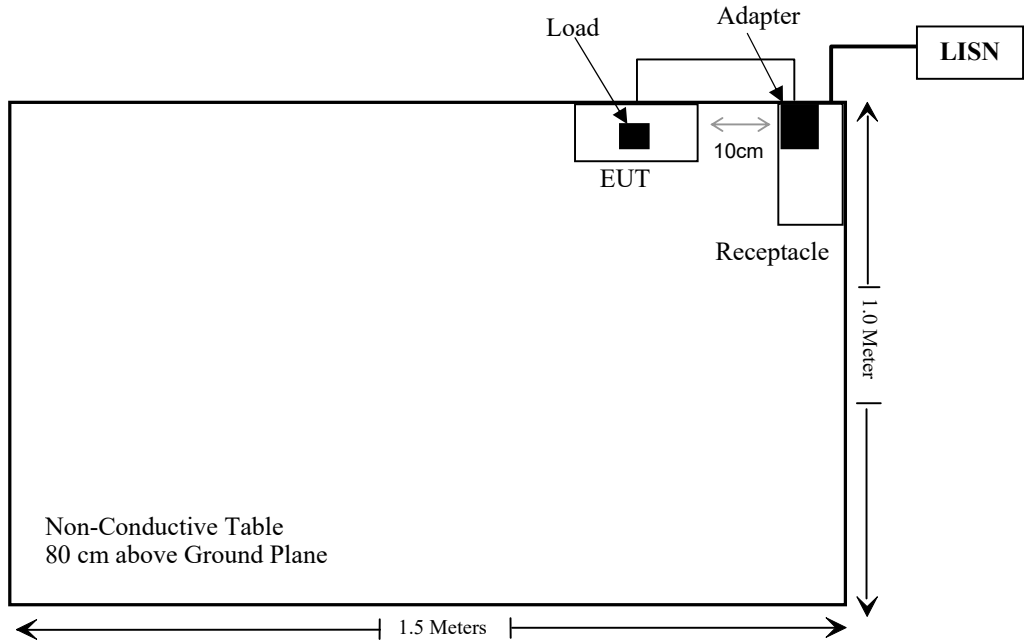 Adapter
Load
LISN
10cm
EUT
Receptacle
1.0 Meter
Non-Conductive Table
80 cm above Ground Plane
1.5 Meters